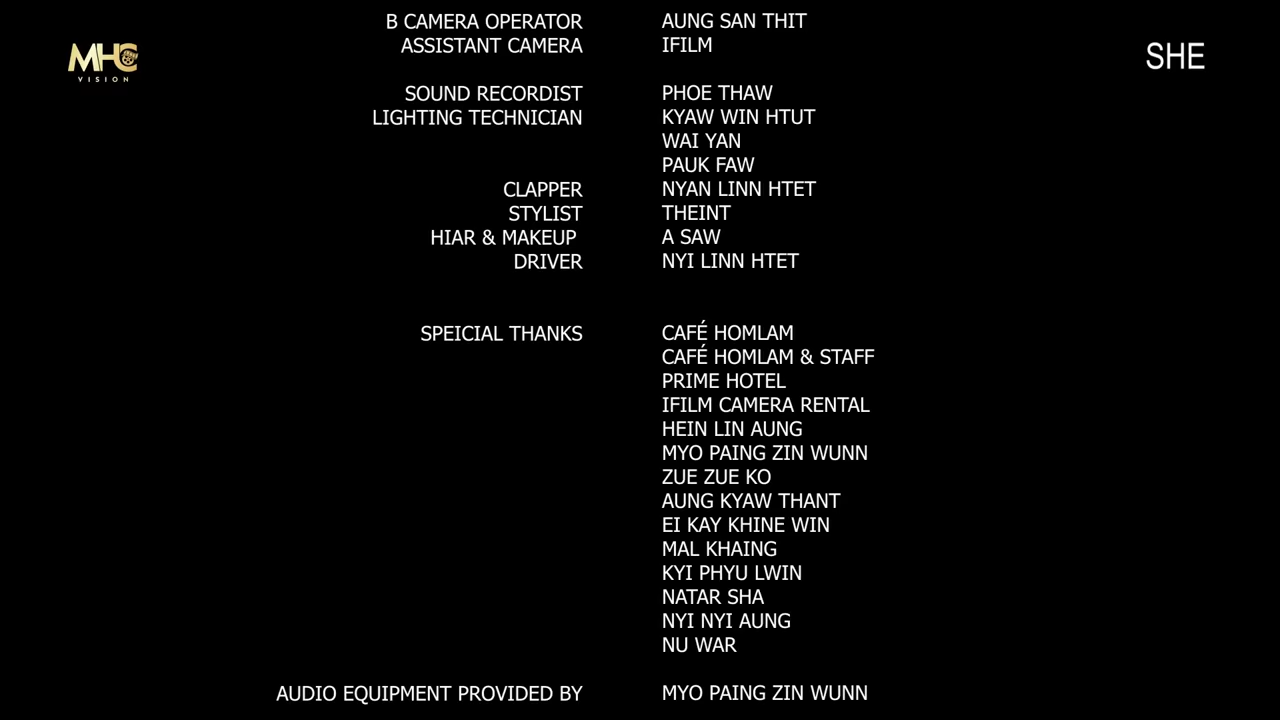 MHC
VISION
SHE
B CAMERA OPERATOR AUNG SAN THIT
ASSISTANT CAMERA IFILM
SOUND RECORDIST PHOE THAW
LIGHTING TECHNICIAN KYAW WIN HTUT
WAI YAN
PAUK FAW
CLAPPER NYAN LINN HTET
STYLIST THEINT
HIAR & MAKEUP A SAW
DRIVER NYI LINN HTET
SPEICIAL THANKS CAFÉ HOMLAM
CAFÉ HOMLAM & STAFF
PRIME HOTEL
IFILM CAMERA RENTAL
HEIN LIN AUNG
MYO PAING ZIN WUNN
ZUE ZUE KO
AUNG KYAW THANT
EI KAY KHINE WIN
MAL KHAING
KYI PHYU LWIN
NATAR SHA
NYI NYI AUNG
NU WAR
AUDIO EQUIPMENT PROVIDED BY MYO PAING ZIN WUNN